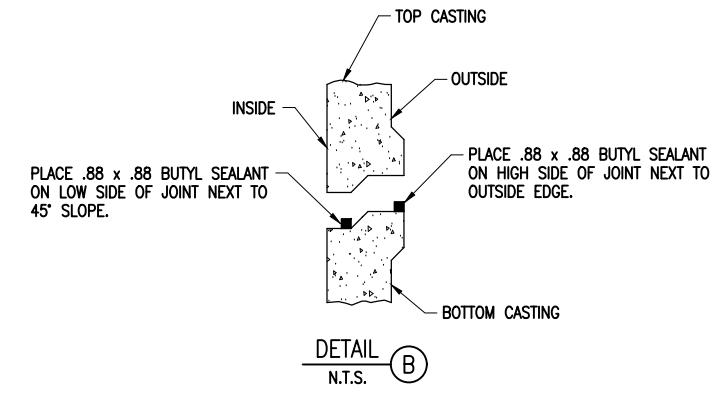 TOP CASTING
OUTSIDE
INSIDE
PLACE .88 x .88 BUTYL SEALANT
ON LOW SIDE OF JOINT NEXT TO
45° SLOPE.
PLACE .88 x .88 BUTYL SEALANT
ON HIGH SIDE OF JOINT NEXT TO
OUTSIDE EDGE.
BOTTOM CASTING
DETAIL B
N.T.S.